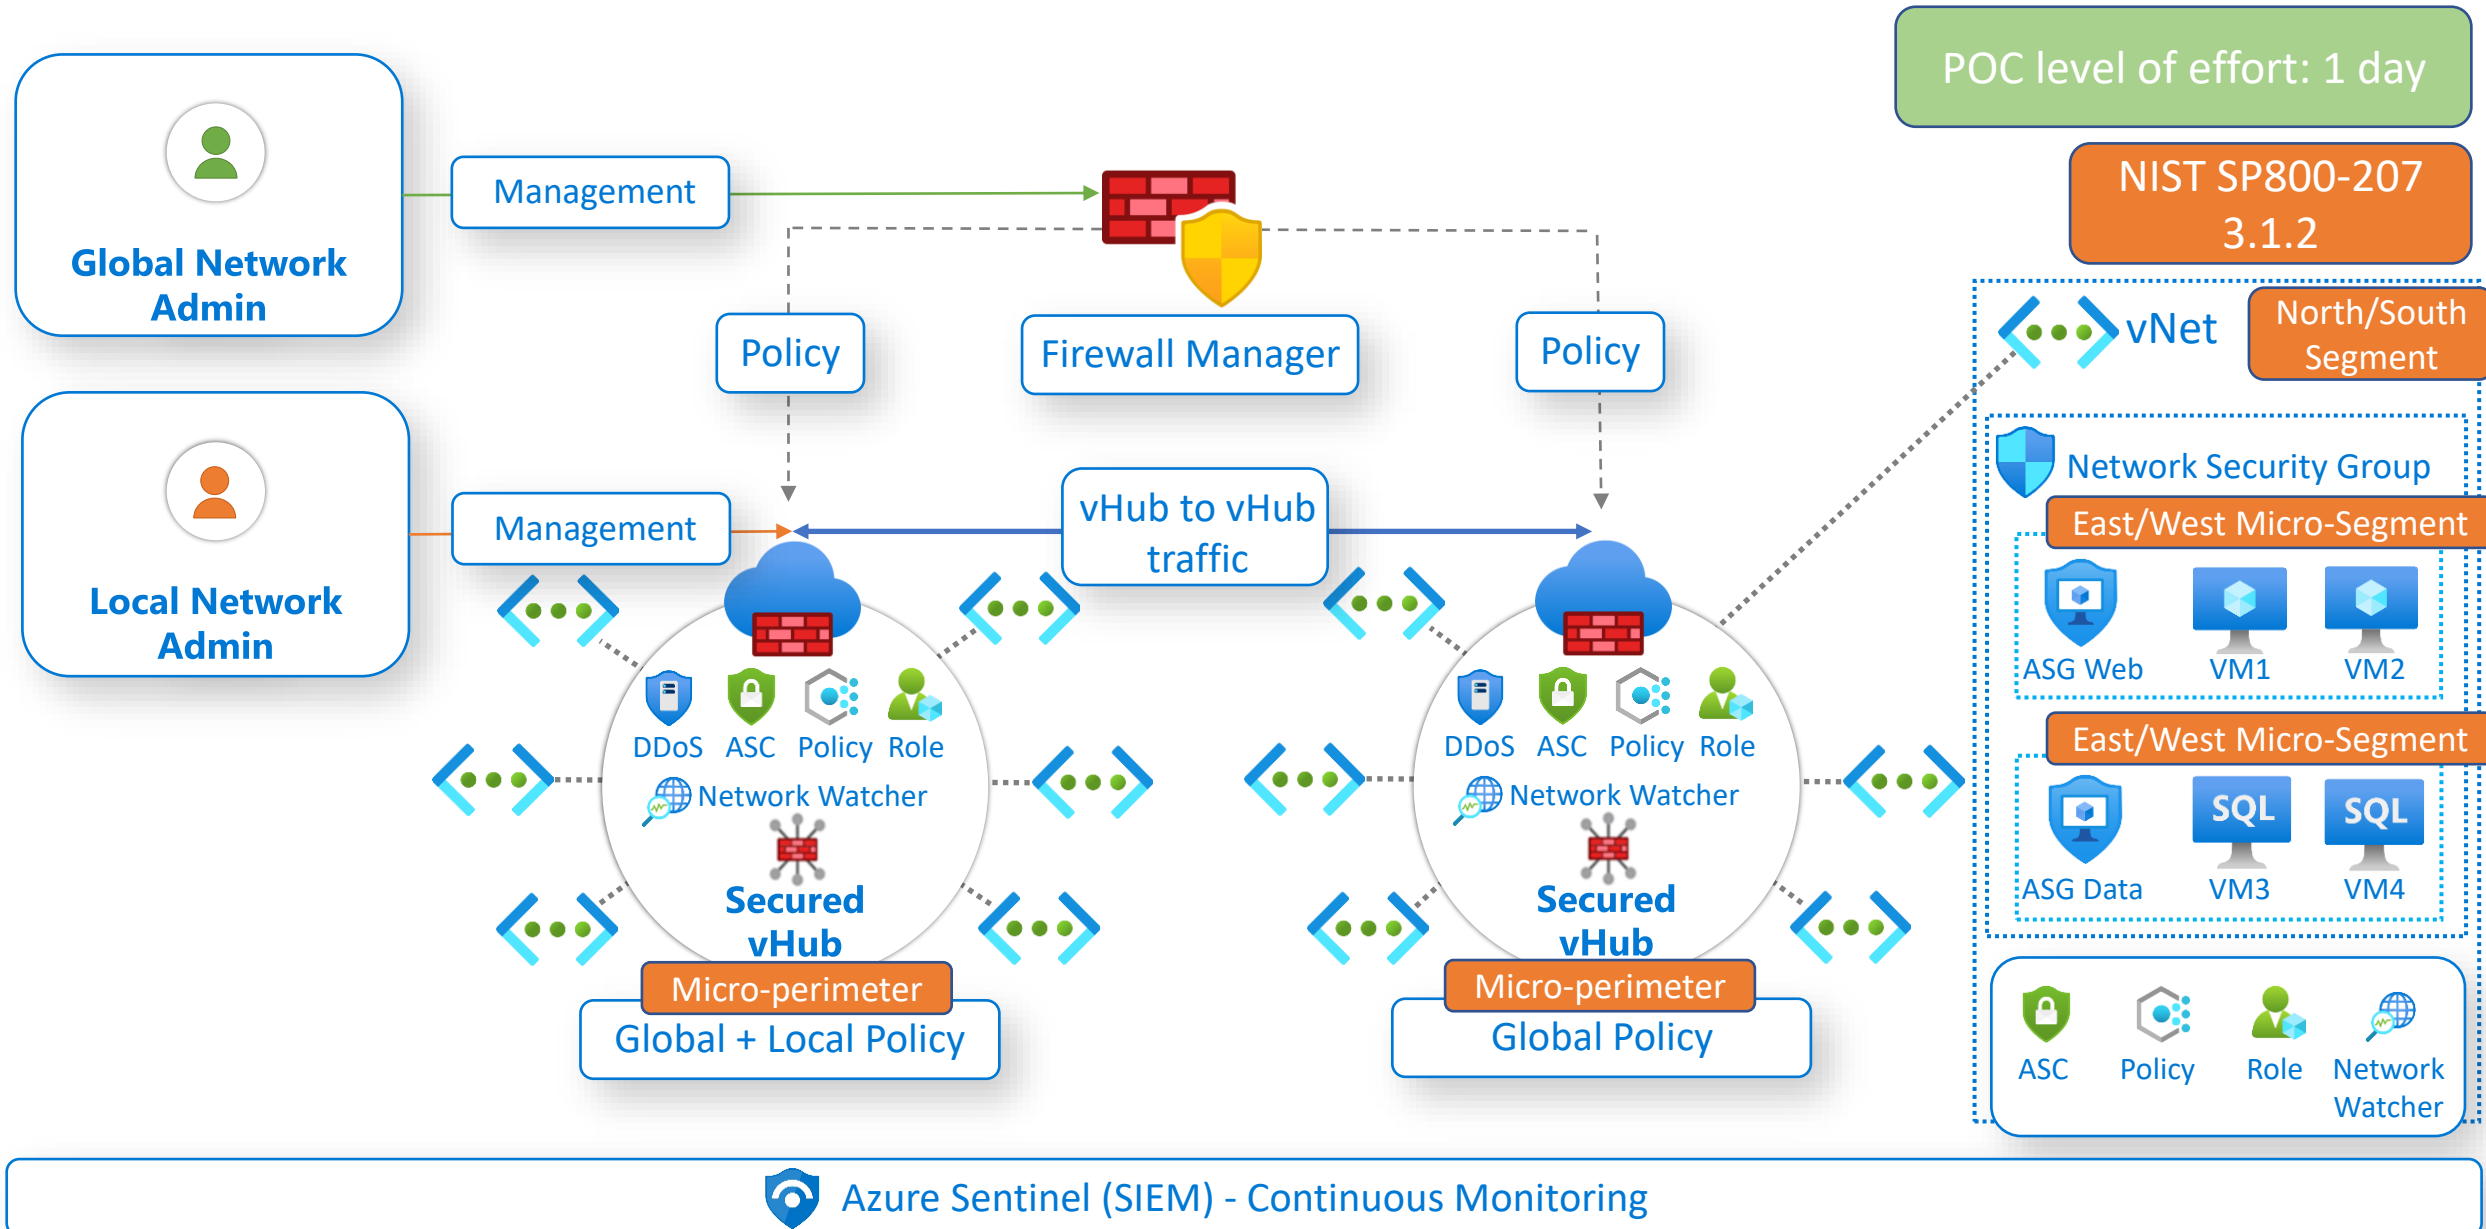 POC level of effort: 1 day
NIST SP800-207
3.1.2
Global Network
Admin
Management
Policy
Firewall Manager
Policy
Local Network
Admin
Management
vHub to vHub
traffic
DDoS
ASC
Policy
Role
Network Watcher
Secured
vHub
Micro-perimeter
Global + Local Policy
DDoS
ASC
Policy
Role
Network Watcher
Secured
vHub
Micro-perimeter
Global Policy
vNet
North/South
Segment
Network Security Group
East/West Micro-Segment
ASG Web
VM1
VM2
East/West Micro-Segment
SQL
SQL
ASG Data
VM3
VM4
ASC
Policy
Role
Network
Watcher
Azure Sentinel (SIEM) - Continuous Monitoring